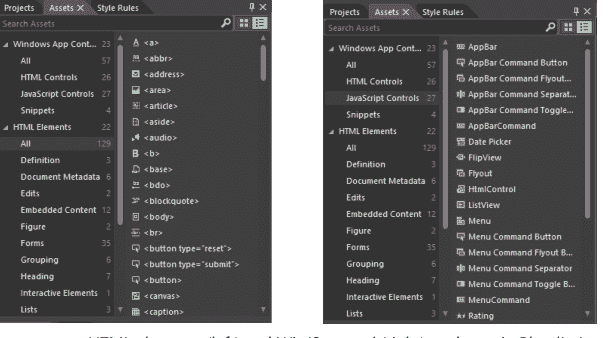 Projects Assets × Style Rules
Search Assets
Windows App Cont... 23
All 57
HTML Controls 26
JavaScript Controls 27
Snippets 4
HTML Elements 22
All 129
Definition 3
Document Metadata 6
Edits 2
Embedded Content 12
Figure 2
Forms 35
Grouping 6
Heading 7
Interactive Elements 1
Lists 3
<a>
<abbr>
<address>
<area>
<article>
<aside>
<audio>
<b>
<base>
<bdo>
<blockquote>
<body>
<br>
<button type="reset">
<button type="submit">
<button>
<canvas>
<caption>
Projects Assets × Style Rules
Search Assets
Windows App Cont... 23
All 57
HTML Controls 26
JavaScript Controls 27
Snippets 4
HTML Elements 22
All 129
Definition 3
Document Metadata 6
Edits 2
Embedded Content 12
Figure 2
Forms 35
Grouping 6
Heading 7
Interactive Elements 1
Lists 3
AppBar
AppBar Command Button
AppBar Command Flyout...
AppBar Command Separat...
AppBar Command Toggle...
AppBarCommand
Date Picker
FlipView
Flyout
HtmlControl
ListView
Menu
Menu Command Button
Menu Command Flyout B...
Menu Command Separator
Menu Command Toggle B...
MenuCommand
Rating